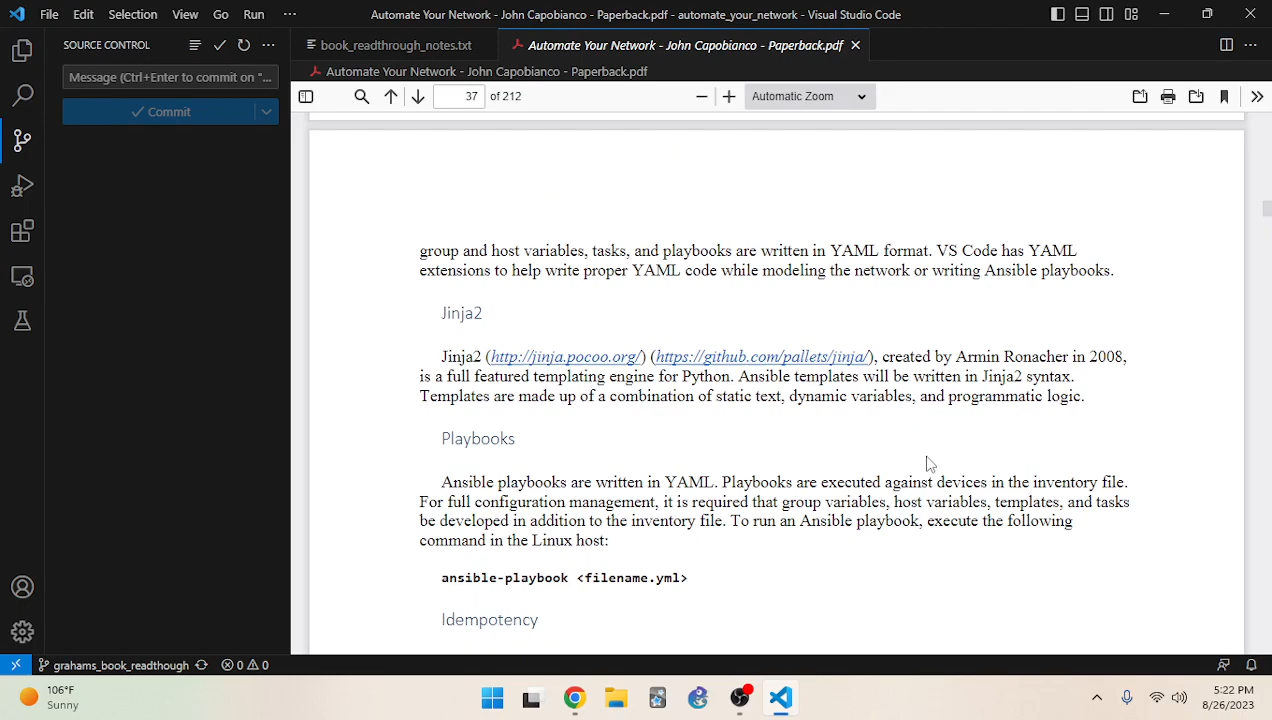 File Edit Selection View Go Run ···
Automate Your Network - John Capobianco - Paperback.pdf - automate_your_network - Visual Studio Code
SOURCE CONTROL
book_readthrough_notes.txt
Automate Your Network - John Capobianco - Paperback.pdf
Message (Ctrl+Enter to commit on "...
Automate Your Network - John Capobianco - Paperback.pdf
37 of 212
Automatic Zoom
Commit
group and host variables, tasks, and playbooks are written in YAML format. VS Code has YAML
extensions to help write proper YAML code while modeling the network or writing Ansible playbooks.
Jinja2
Jinja2 (http://jinja.pocoo.org/) (https://github.com/pallets/jinja/), created by Armin Ronacher in 2008,
is a full featured templating engine for Python. Ansible templates will be written in Jinja2 syntax.
Templates are made up of a combination of static text, dynamic variables, and programmatic logic.
Playbooks
Ansible playbooks are written in YAML. Playbooks are executed against devices in the inventory file.
For full configuration management, it is required that group variables, host variables, templates, and tasks
be developed in addition to the inventory file. To run an Ansible playbook, execute the following
command in the Linux host:
ansible-playbook <filename.yml>
Idempotency
grahams_book_readthough 0 0
106°F
Sunny
5:22 PM
8/26/2023